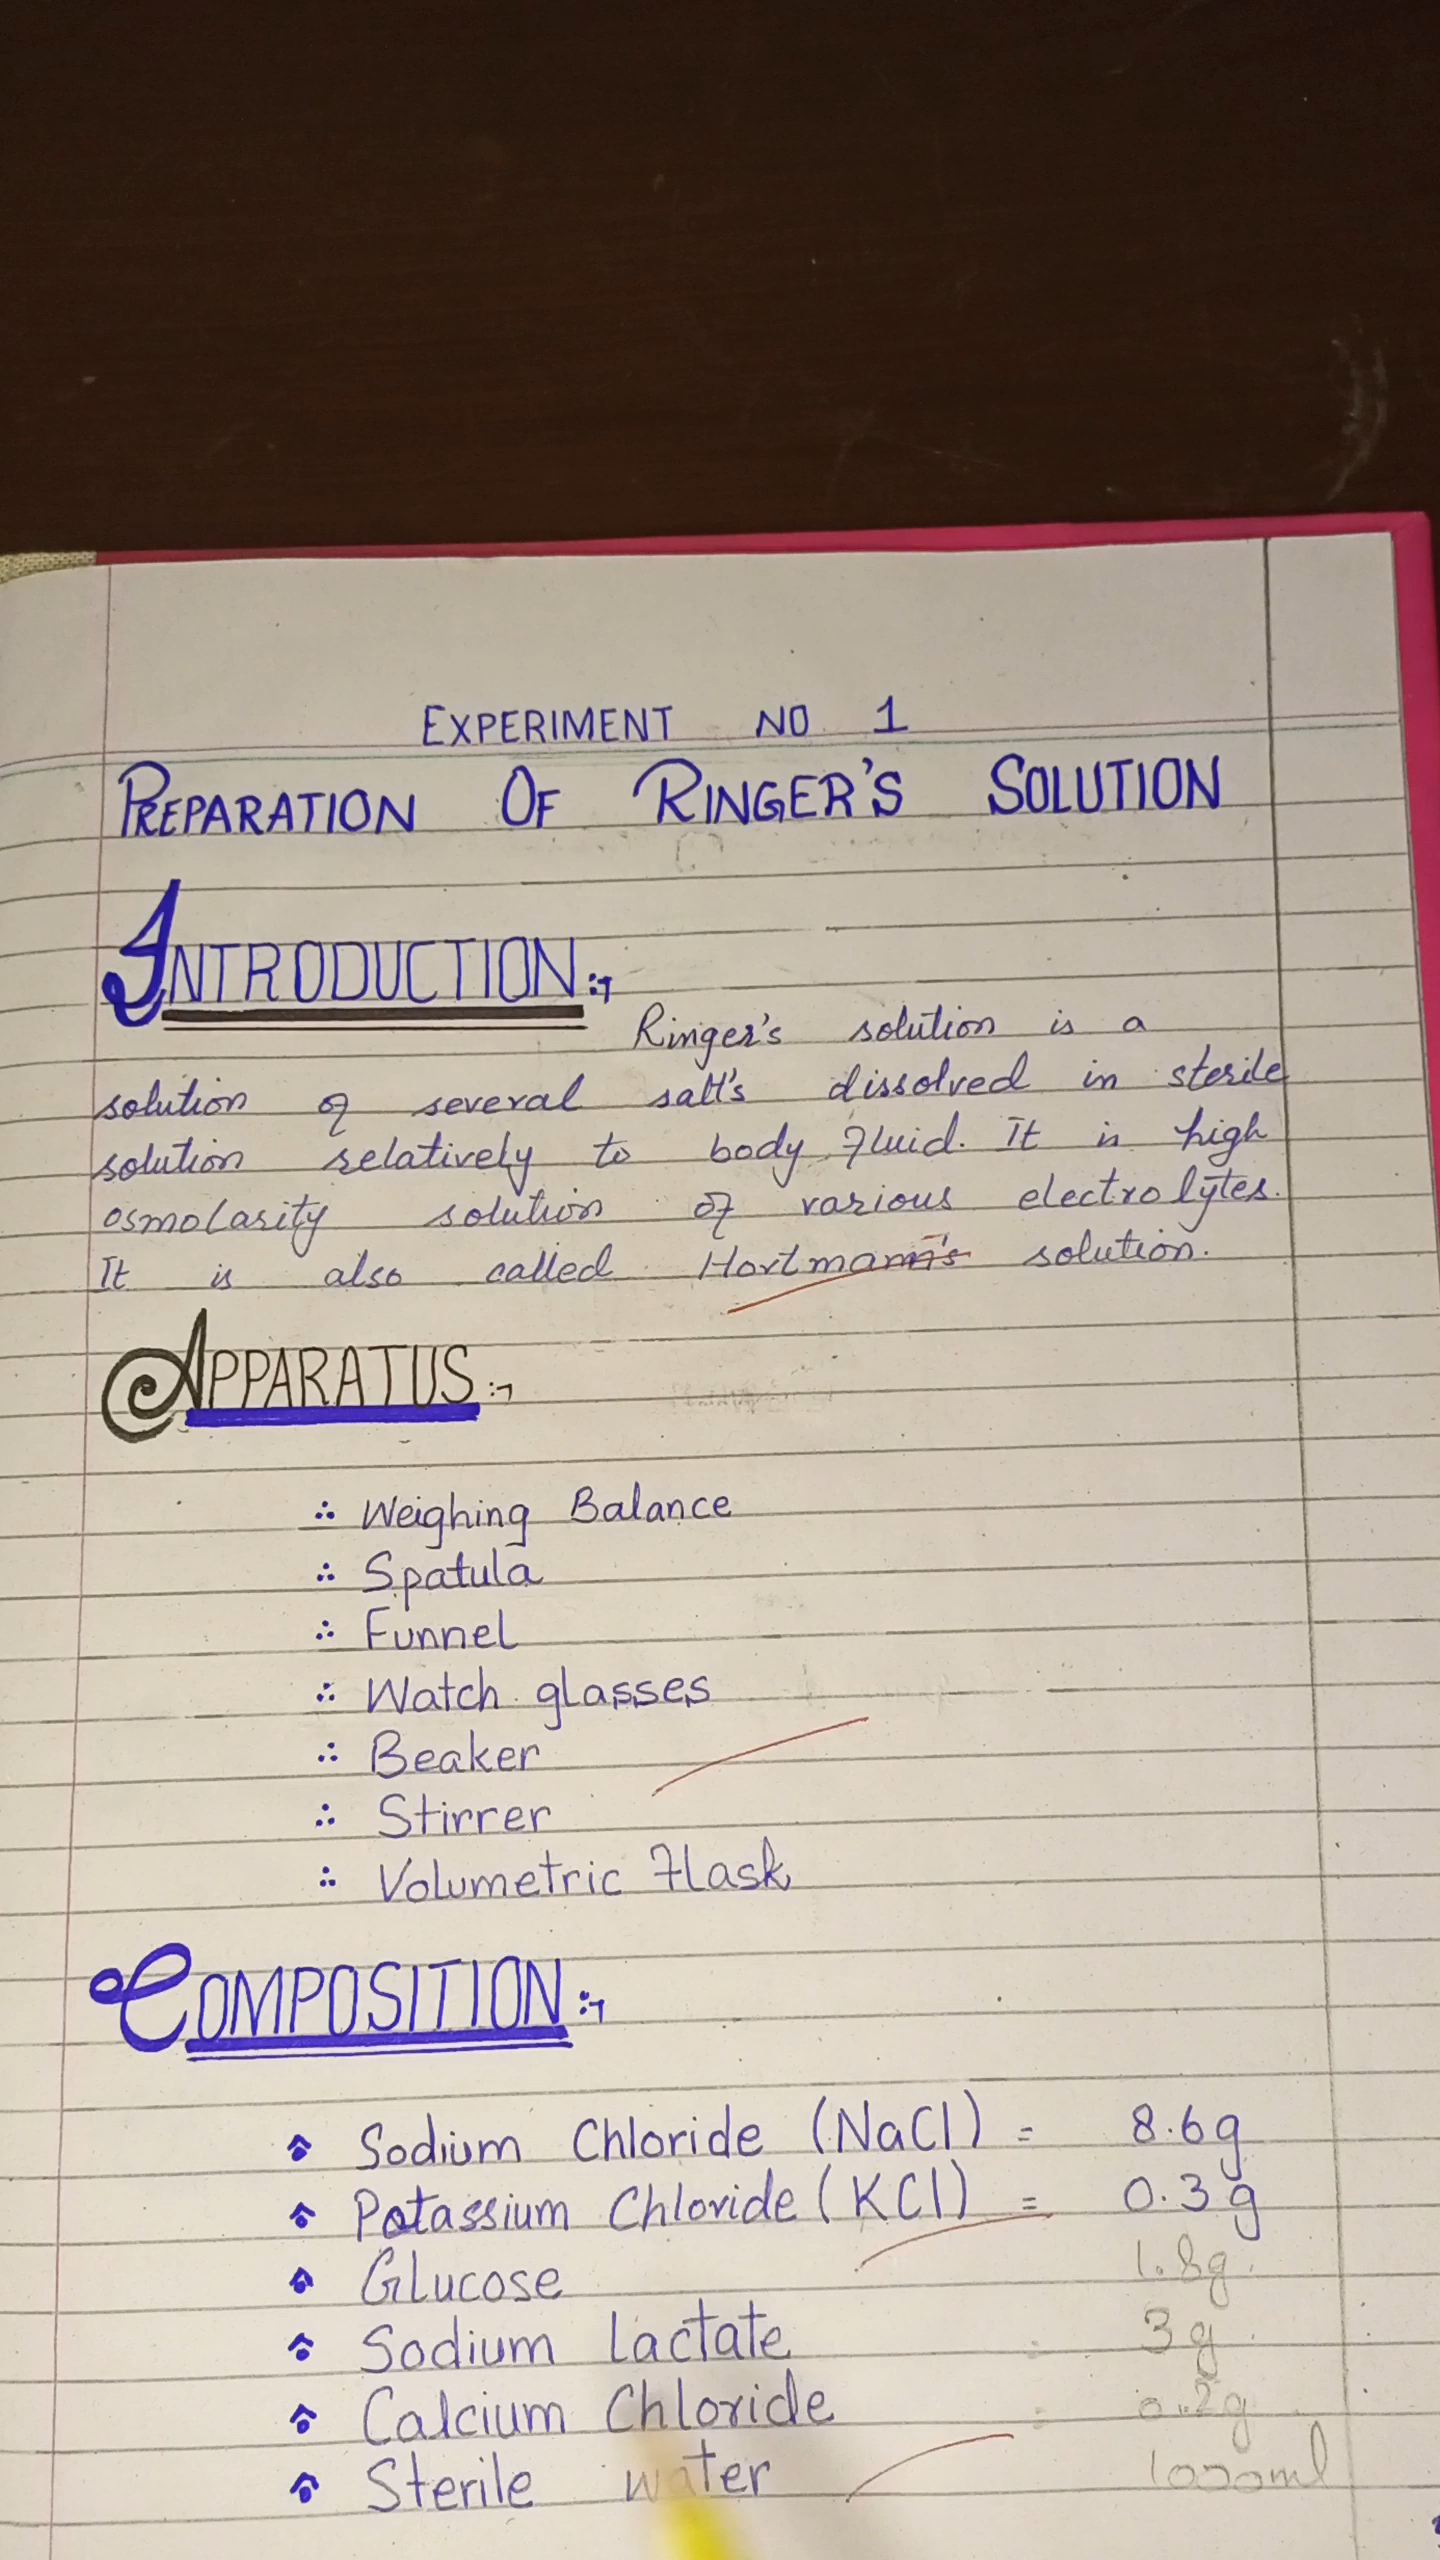 EXPERIMENT NO 1
PREPARATION OF RINGER'S SOLUTION
INTRODUCTION:-
Ringer's solution is a
solution of several salt's dissolved in sterile
solution relatively to body fluid. It is high
osmolarity solution of various electrolytes.
It is also called Hortmann's solution.
APPARATUS:-
∴ Weighing Balance
∴ Spatula
∴ Funnel
∴ Watch glasses
∴ Beaker
∴ Stirrer
∴ Volumetric Flask
COMPOSITION:-
Sodium Chloride (NaCl) = 8.6g
Potassium Chloride (KCl) = 0.3g
Glucose 1.8g
Sodium Lactate = 3g
Calcium Chloride = 0.2g
Sterile water 1000ml